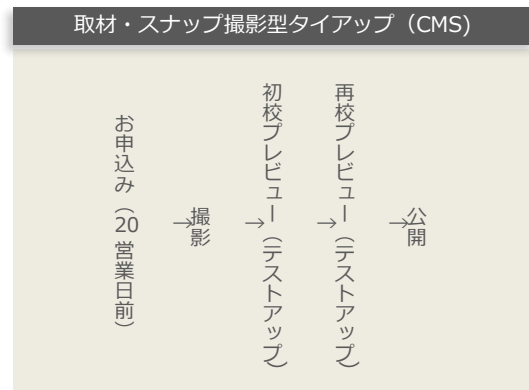 取材・スナップ撮影型タイアップ（CMS)
お申込み（20営業日前）
→撮影
→初校プレビュー（テストアップ）
→再校プレビュー（テストアップ）
→公開